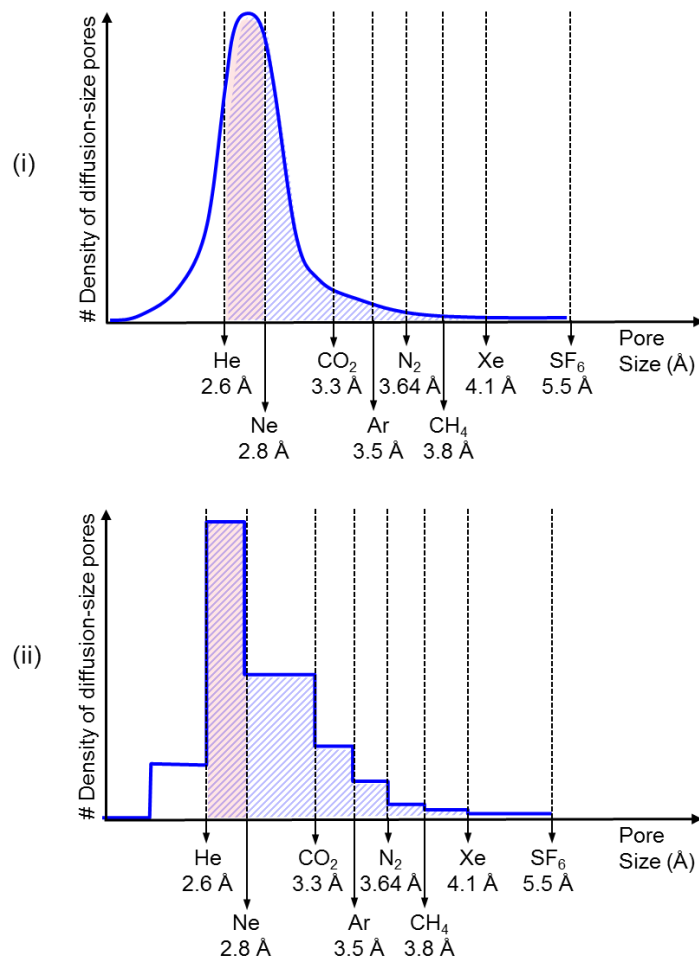 (i)
# Density of diffusion-size pores
Pore
Size (Å)
He
2.6 Å
CO₂
3.3 Å
N₂
3.64 Å
Xe
4.1 Å
SF₆
5.5 Å
Ne
2.8 Å
Ar
3.5 Å
CH₄
3.8 Å
(ii)
# Density of diffusion-size pores
Pore
Size (Å)
He
2.6 Å
CO₂
3.3 Å
N₂
3.64 Å
Xe
4.1 Å
SF₆
5.5 Å
Ne
2.8 Å
Ar
3.5 Å
CH₄
3.8 Å